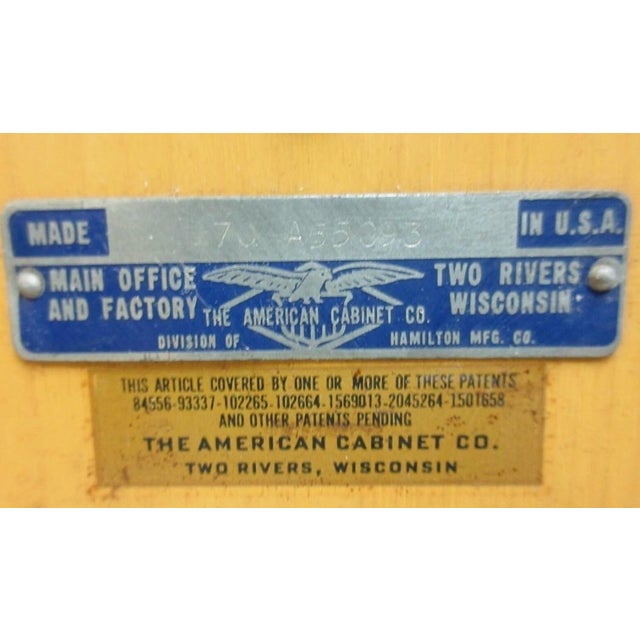 MADE IN U.S.A.
MAIN OFFICE AND FACTORY
TWO RIVERS WISCONSIN
THE AMERICAN CABINET CO.
DIVISION OF HAMILTON MFG. CO.
THIS ARTICLE COVERED BY ONE OR MORE OF THESE PATENTS
84556-93337-102265-102664-1569013-2045264-1501658
AND OTHER PATENTS PENDING
THE AMERICAN CABINET CO.
TWO RIVERS, WISCONSIN